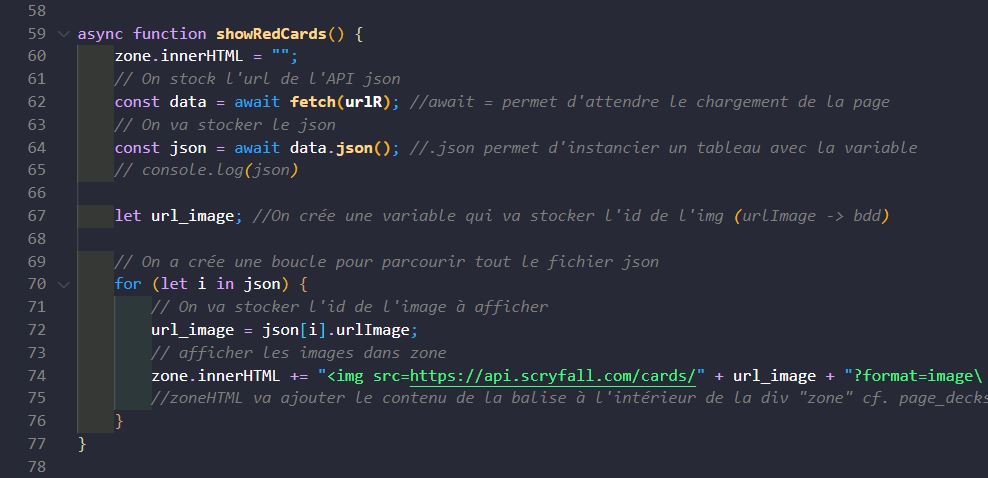 58
59 async function showRedCards() {
60 zone.innerHTML = "";
61 // On stock l'url de l'API json
62 const data = await fetch(urlR); //await = permet d'attendre le chargement de la page
63 // On va stocker le json
64 const json = await data.json(); //.json permet d'instancier un tableau avec la variable
65 // console.log(json)
66
67 let url_image; //On crée une variable qui va stocker l'id de l'img (urlImage -> bdd)
68
69 // On a crée une boucle pour parcourir tout le fichier json
70 for (let i in json) {
71 // On va stocker l'id de l'image à afficher
72 url_image = json[i].urlImage;
73 // afficher les images dans zone
74 zone.innerHTML += "<img src=https://api.scryfall.com/cards/" + url_image + "?format=image\
75 //zoneHTML va ajouter le contenu de la balise à l'intérieur de la div "zone" cf. page_decks
76 }
77 }
78